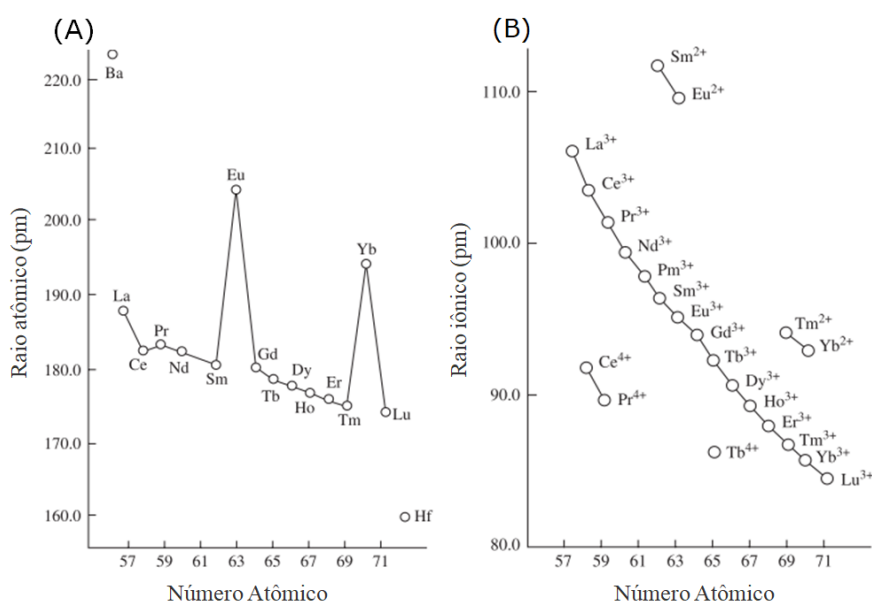 (A)
Raio atômico (pm)
220.0
210.0
200.0
190.0
180.0
170.0
160.0
Ba
La
Ce
Pr
Nd
Sm
Eu
Gd
Tb
Dy
Ho
Er
Tm
Yb
Lu
Hf
57 59 61 63 65 67 69 71
Número Atômico
(B)
Raio iônico (pm)
110.0
100.0
90.0
80.0
Sm²⁺
Eu²⁺
La³⁺
Ce³⁺
Pr³⁺
Nd³⁺
Pm³⁺
Sm³⁺
Eu³⁺
Gd³⁺
Tb³⁺
Dy³⁺
Ho³⁺
Er³⁺
Tm³⁺
Yb³⁺
Lu³⁺
Tm²⁺
Yb²⁺
Ce⁴⁺
Pr⁴⁺
Tb⁴⁺
57 59 61 63 65 67 69 71
Número Atômico